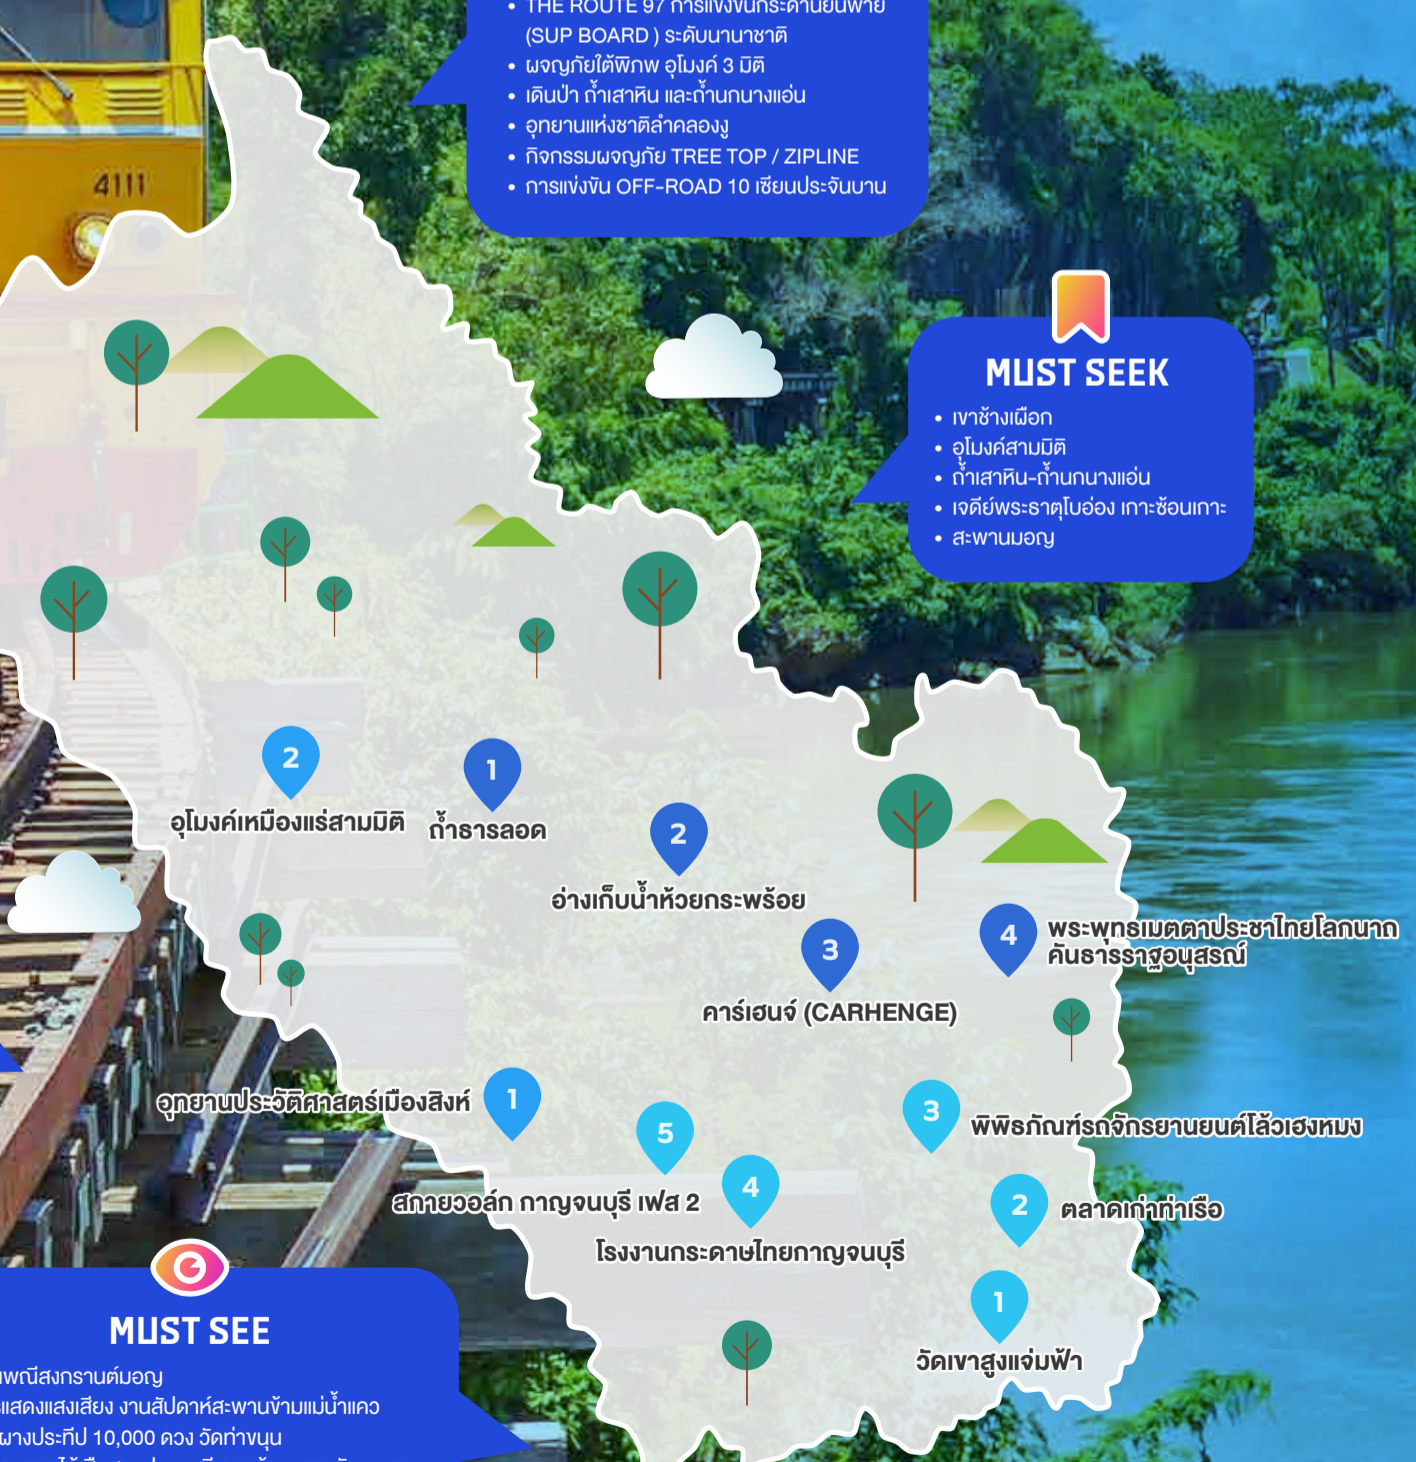 THE ROUTE 97 การแข่งขันกระดานยืนพาย
(SUP BOARD ) ระดับนานาชาติ
ผจญภัยใต้พิภพ อุโมงค์ 3 มิติ
เดินป่า ถ้ำเสาหิน และถ้ำนกนางแอ่น
อุทยานแห่งชาติลำคลองงู
กิจกรรมผจญภัย TREE TOP / ZIPLINE
การแข่งขัน OFF-ROAD 10 เซียนประจันบาน
4111
MUST SEEK
เขาช้างเผือก
อุโมงค์สามมิติ
ถ้ำเสาหิน-ถ้ำนกนางแอ่น
เจดีย์พระธาตุโบอ่อง เกาะซ้อนเกาะ
สะพานมอญ
2
อุโมงค์เหมืองแร่สามมิติ
1
ถ้ำธารลอด
2
อ่างเก็บน้ำห้วยกระพร้อย
3
คาร์เฮนจ์ (CARHENGE)
4
พระพุทธเมตตาประชาไทยโลกนาถ
คันธารราฐอนุสรณ์
อุทยานประวัติศาสตร์เมืองสิงห์
1
5
สกายวอล์ก กาญจนบุรี เฟส 2
4
โรงงานกระดาษไทยกาญจนบุรี
3
พิพิธภัณฑ์รถจักรยานยนต์โล้วเฮงหมง
2
ตลาดเก่าท่าเรือ
1
วัดเขาสูงแจ่มฟ้า
MUST SEE
เพณีสงกรานต์มอญ
แสดงแสงเสียง งานสัปดาห์สะพานข้ามแม่น้ำแคว
ผางประทีป 10,000 ดวง วัดท่าขนุน